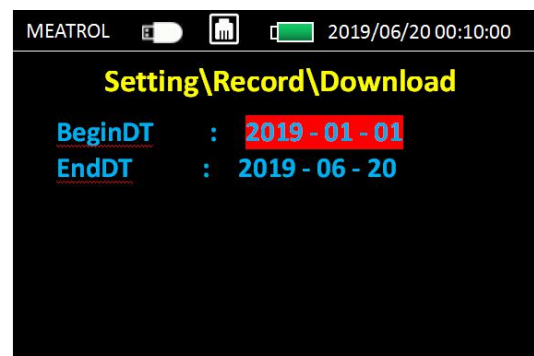 MEATROL 2019/06/20 00:10:00
Setting\Record\Download
BeginDT : 2019 - 01 - 01
EndDT : 2019 - 06 - 20